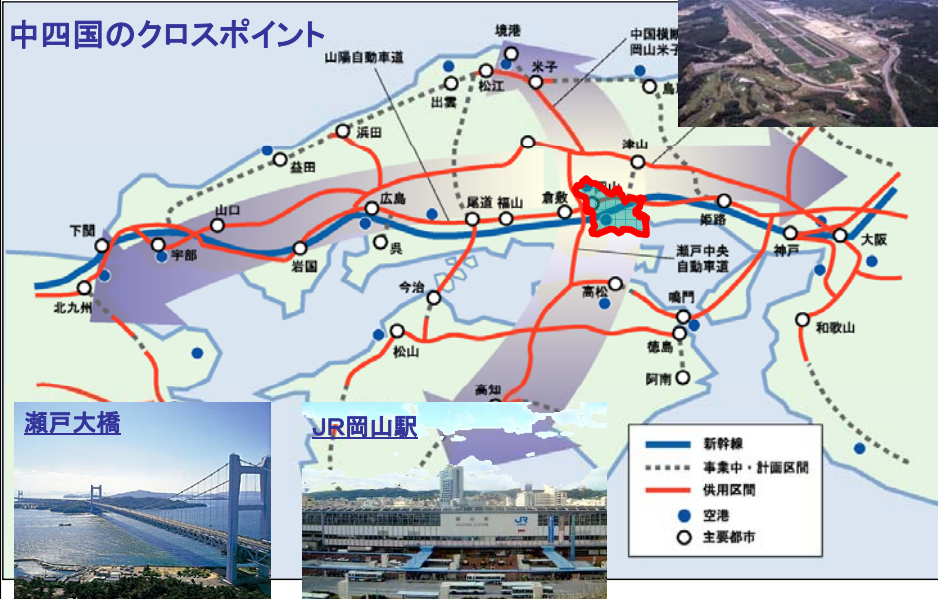 中四国のクロスポイント
境港
中国横断
岡山米子
山陽自動車道
米子
松江
出雲
浜田
益田
津山
広島
尾道
福山
倉敷
姫路
山口
下関
宇部
岩国
呉
神戸
大阪
瀬戸中央
自動車道
北九州
今治
高松
鳴門
和歌山
松山
徳島
阿南
高知
瀬戸大橋
JR岡山駅
新幹線
事業中・計画区間
供用区間
空港
主要都市
JR